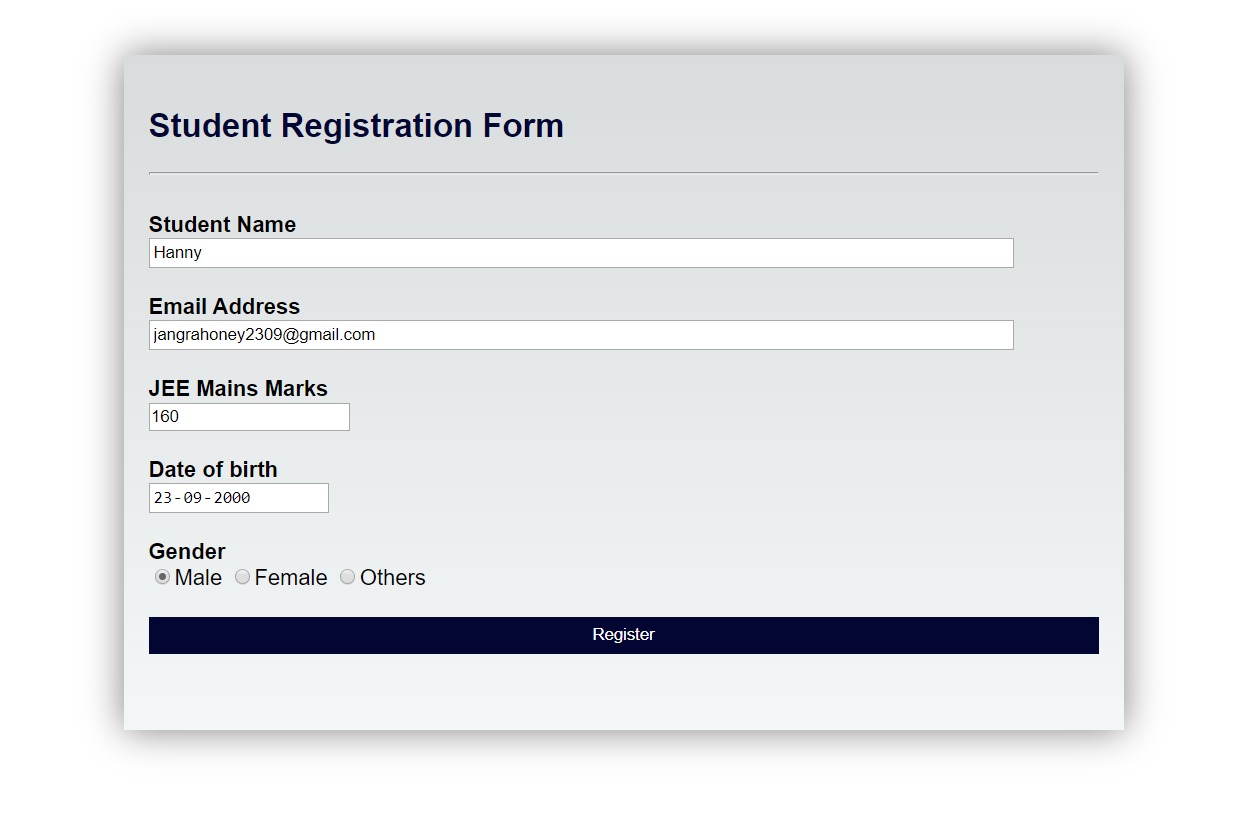 Student Registration Form
Student Name
Hanny
Email Address
jangrahoney2309@gmail.com
JEE Mains Marks
160
Date of birth
23-09-2000
Gender
Male Female Others
Register